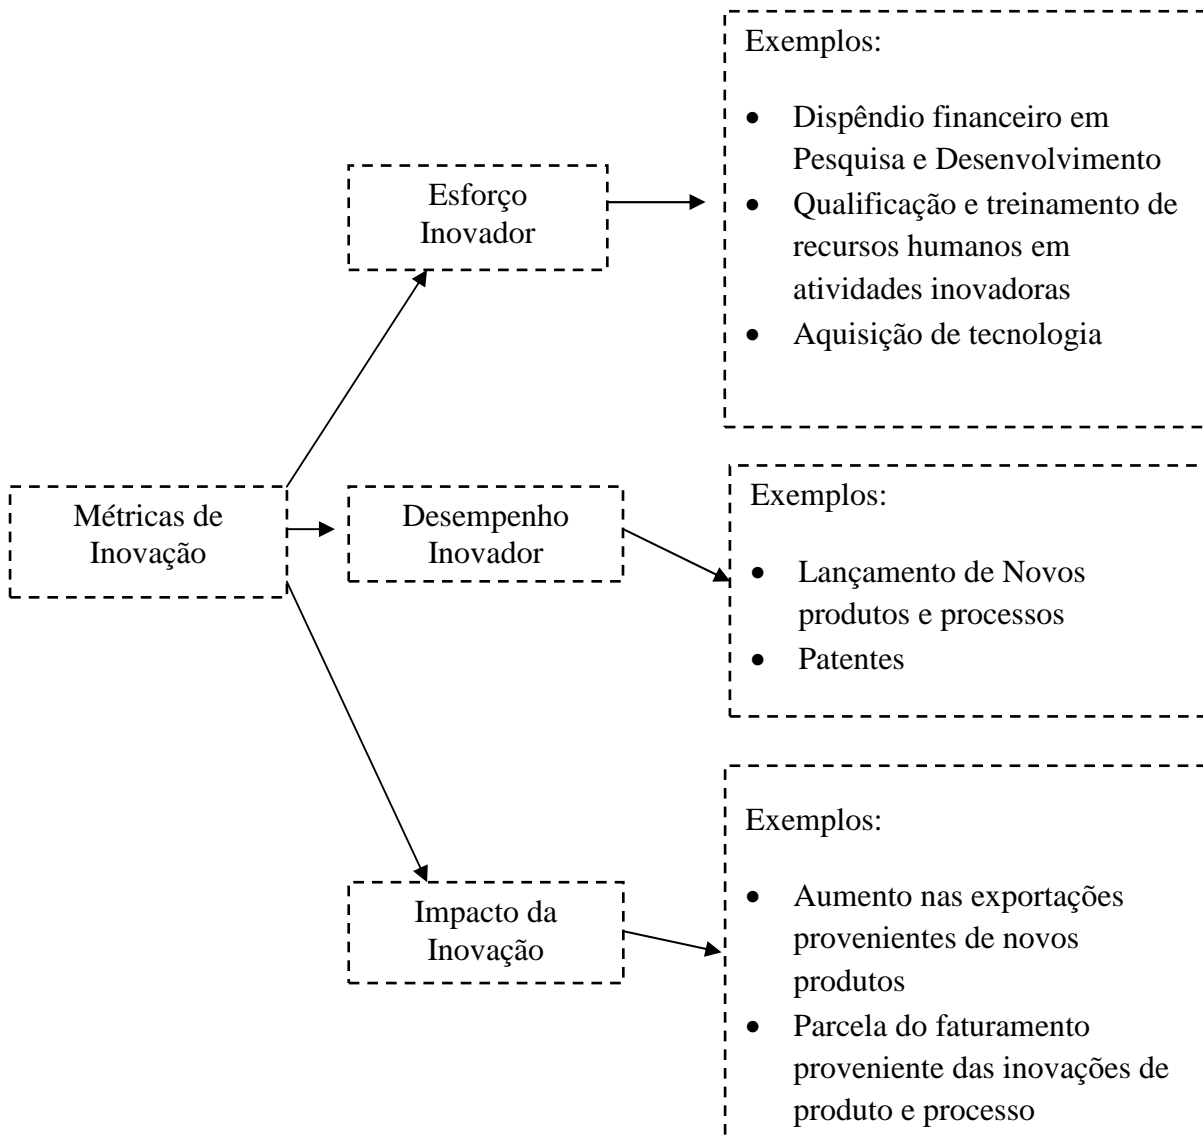 Métricas de
Inovação
Esforço
Inovador
Exemplos:
• Dispêndio financeiro em
Pesquisa e Desenvolvimento
• Qualificação e treinamento de
recursos humanos em
atividades inovadoras
• Aquisição de tecnologia
Desempenho
Inovador
Exemplos:
• Lançamento de Novos
produtos e processos
• Patentes
Impacto da
Inovação
Exemplos:
• Aumento nas exportações
provenientes de novos
produtos
• Parcela do faturamento
proveniente das inovações de
produto e processo